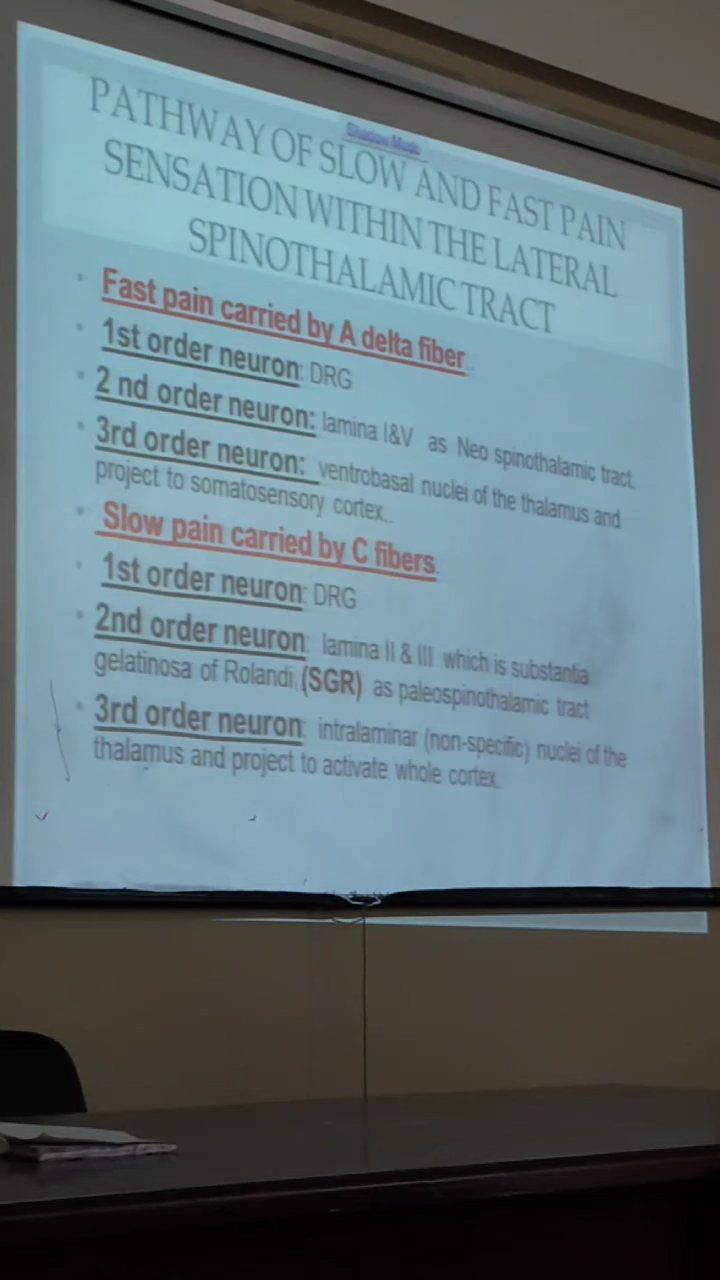 Shadow Mode
PATHWAY OF SLOW AND FAST PAIN
SENSATION WITHIN THE LATERAL
SPINOTHALAMIC TRACT
• Fast pain carried by A delta fiber..
• 1st order neuron: DRG
• 2 nd order neuron: lamina I&V as Neo spinothalamic tract.
• 3rd order neuron: ventrobasal nuclei of the thalamus and
project to somatosensory cortex..
• Slow pain carried by C fibers.
• 1st order neuron: DRG
• 2nd order neuron: lamina II & III which is substantia
gelatinosa of Rolandi, (SGR) as paleospinothalamic tract
• 3rd order neuron: intralaminar (non-specific) nuclei of the
thalamus and project to activate whole cortex.